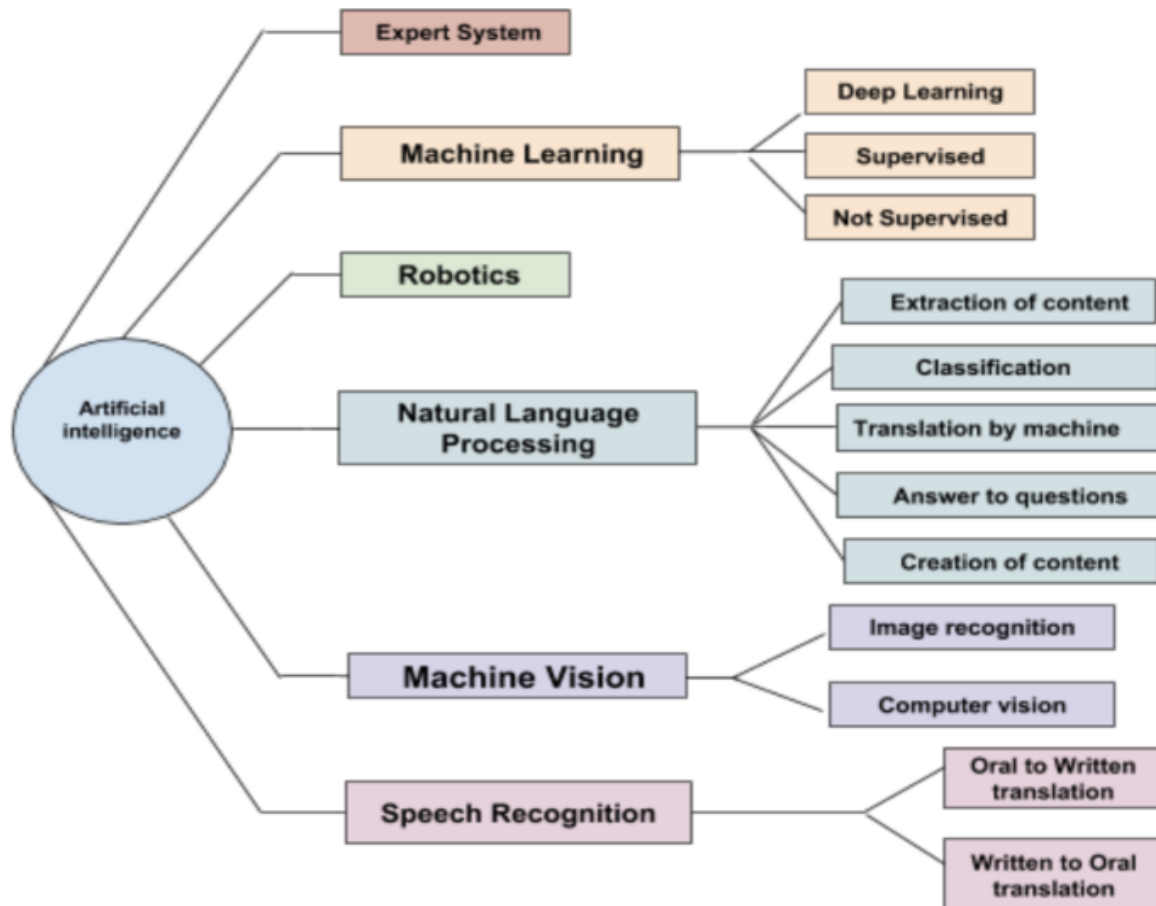 Expert System
Deep Learning
Machine Learning
Supervised
Not Supervised
Robotics
Extraction of content
Classification
Artificial
intelligence
Natural Language
Processing
Translation by machine
Answer to questions
Creation of content
Image recognition
Machine Vision
Computer vision
Oral to Written
translation
Speech Recognition
Written to Oral
translation